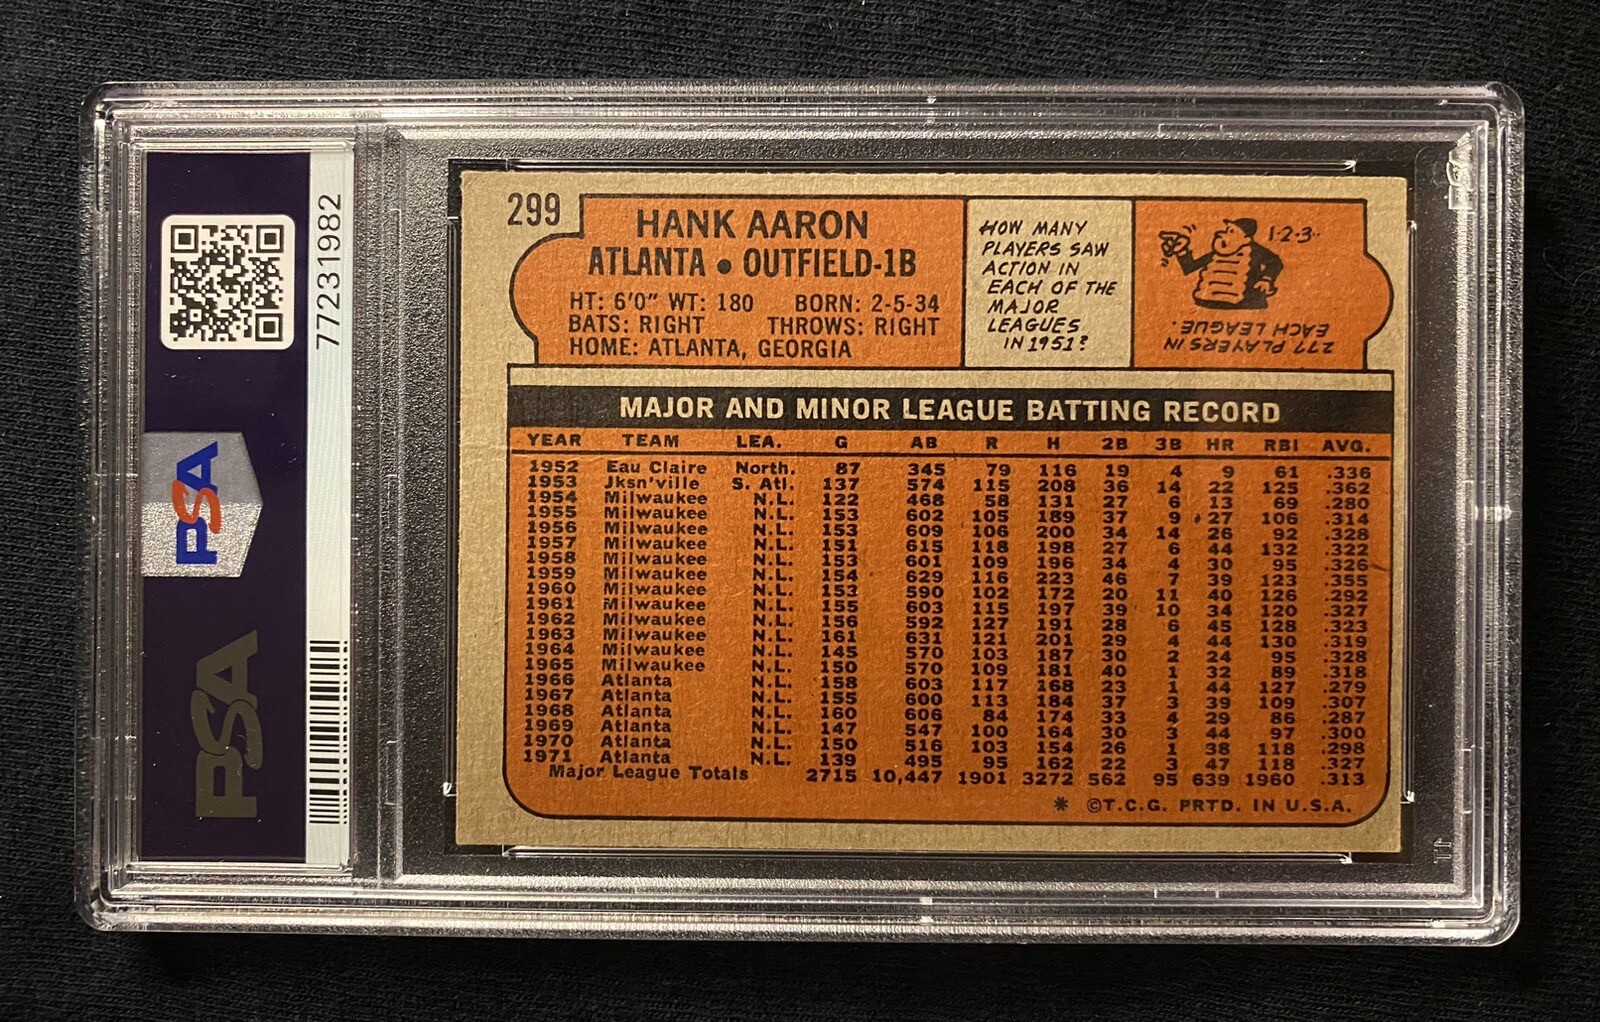 77231982
PSA
PSA
299
HANK AARON
ATLANTA • OUTFIELD-1B
HT: 6'0" WT: 180 BORN: 2-5-34
BATS: RIGHT THROWS: RIGHT
HOME: ATLANTA, GEORGIA
HOW MANY
PLAYERS SAW
ACTION IN
EACH OF THE
MAJOR
LEAGUES
IN 1951?
1-2-3--
277 PLAYERS IN
EACH LEAGUE.
MAJOR AND MINOR LEAGUE BATTING RECORD
YEAR TEAM LEA. G AB R H 2B 3B HR RBI AVG.
1952 Eau Claire North. 87 345 79 116 19 4 9 61 .336
1953 Jksn'ville S. Atl. 137 574 115 208 36 14 22 125 .362
1954 Milwaukee N.L. 122 468 58 131 27 6 13 69 .280
1955 Milwaukee N.L. 153 602 105 189 37 9 27 106 .314
1956 Milwaukee N.L. 153 609 106 200 34 14 26 92 .328
1957 Milwaukee N.L. 151 615 118 198 27 6 44 132 .322
1958 Milwaukee N.L. 153 601 109 196 34 4 30 95 .326
1959 Milwaukee N.L. 154 629 116 223 46 7 39 123 .355
1960 Milwaukee N.L. 153 590 102 172 20 11 40 126 .292
1961 Milwaukee N.L. 155 603 115 197 39 10 34 120 .327
1962 Milwaukee N.L. 156 592 127 191 28 6 45 128 .323
1963 Milwaukee N.L. 161 631 121 201 29 4 44 130 .319
1964 Milwaukee N.L. 145 570 103 187 30 2 24 95 .328
1965 Milwaukee N.L. 150 570 109 181 40 1 32 89 .318
1966 Atlanta N.L. 158 603 117 168 23 1 44 127 .279
1967 Atlanta N.L. 155 600 113 184 37 3 39 109 .307
1968 Atlanta N.L. 160 606 84 174 33 4 29 86 .287
1969 Atlanta N.L. 147 547 100 164 30 3 44 97 .300
1970 Atlanta N.L. 150 516 103 154 26 1 38 118 .298
1971 Atlanta N.L. 139 495 95 162 22 3 47 118 .327
Major League Totals 2715 10,447 1901 3272 562 95 639 1960 .313
* ©T.C.G. PRTD. IN U.S.A.